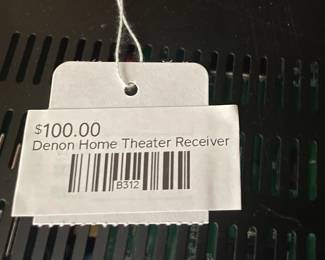 $100.00
Denon Home Theater Receiver
B312